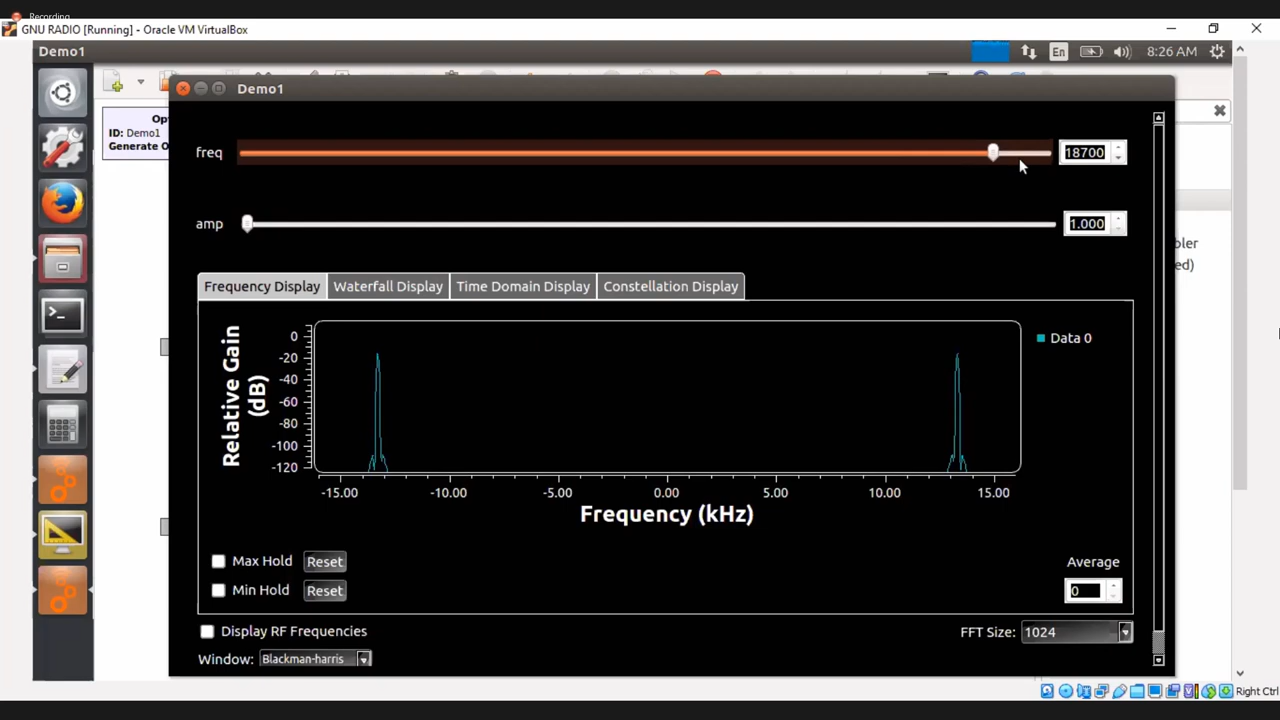 Recording
GNU RADIO [Running] - Oracle VM VirtualBox
Demo1
En
8:26 AM
Demo1
Opt
ID: Demo1
Generate O
freq
18700
amp
1.000
bler
ed)
Frequency Display
Waterfall Display
Time Domain Display
Constellation Display
Relative Gain
(dB)
0
-20
-40
-60
-80
-100
-120
Data 0
-15.00
-10.00
-5.00
0.00
5.00
10.00
15.00
Frequency (kHz)
Max Hold
Reset
Min Hold
Reset
Average
0
Display RF Frequencies
FFT Size:
1024
Window:
Blackman-harris
Right Ctrl